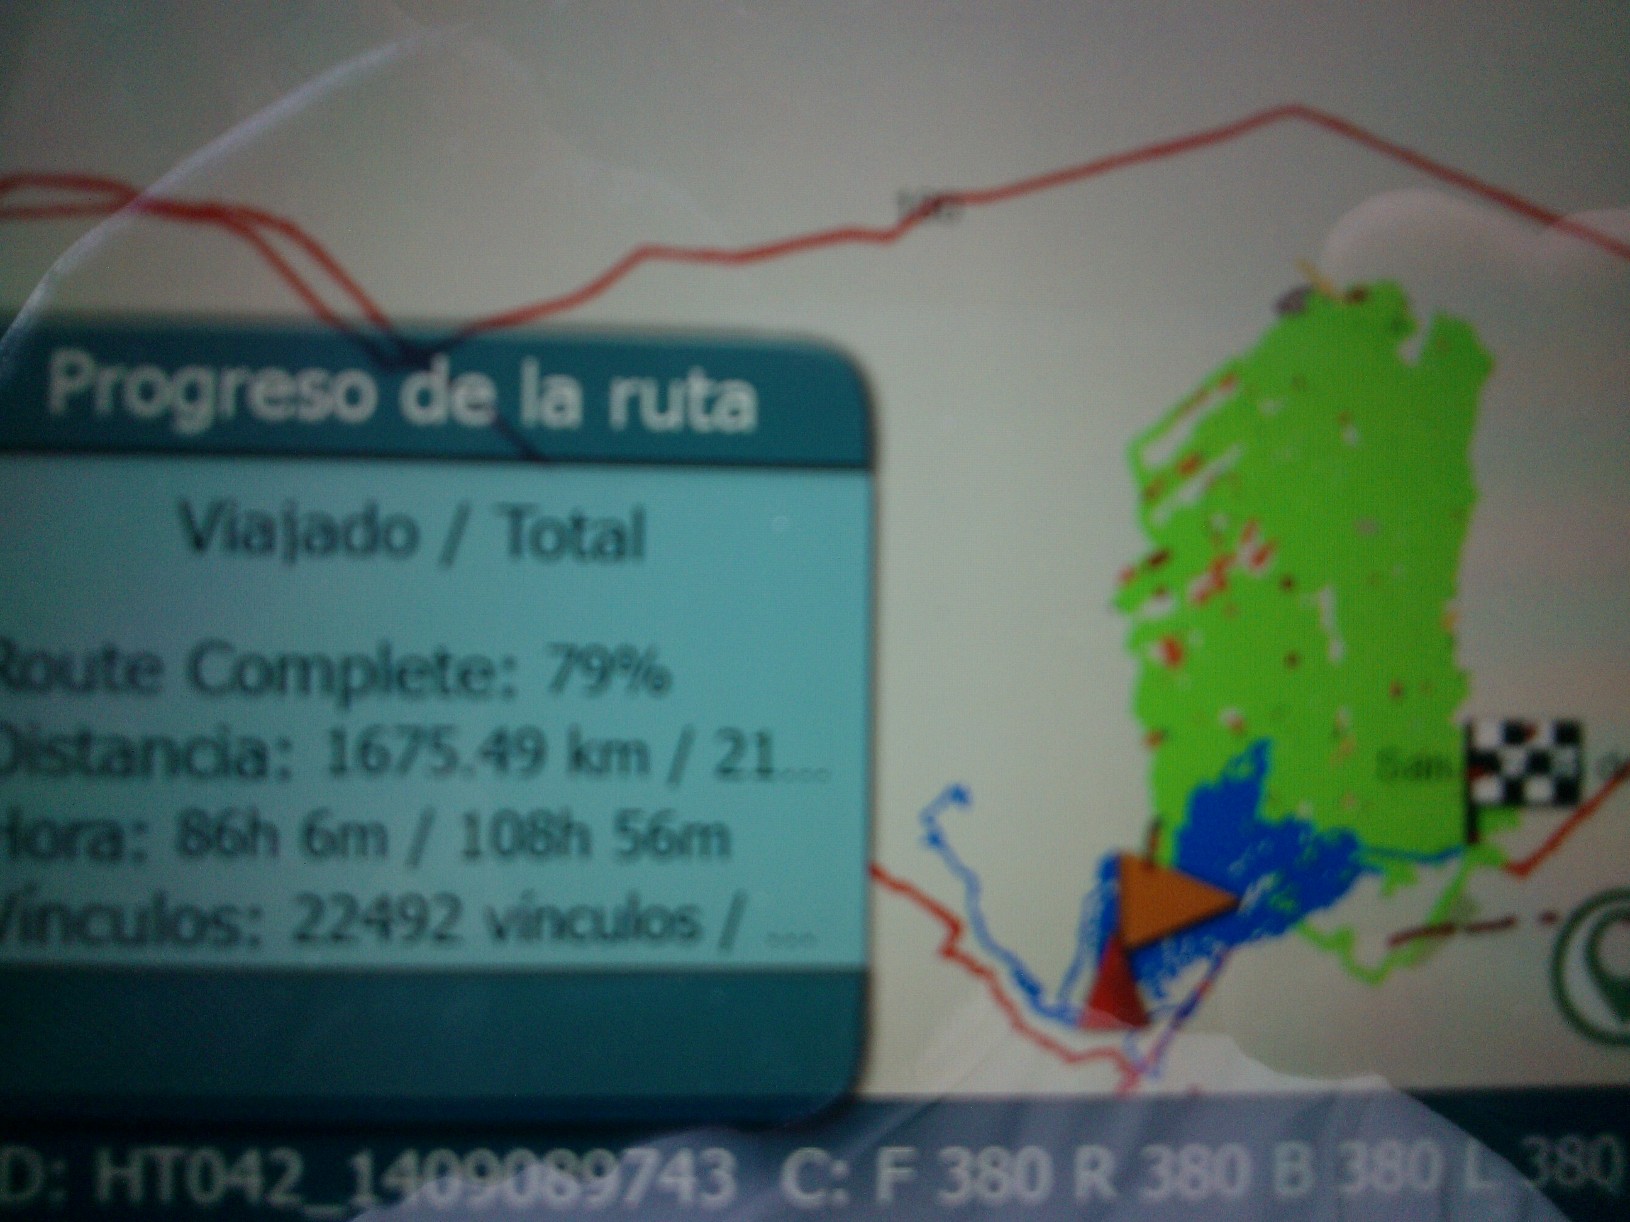 Progreso de la ruta
Viajado / Total
Route Complete: 79%
Distancia: 1675.49 km / 21...
Hora: 86h 6m / 108h 56m
Vínculos: 22492 vínculos / ...
San
D: HT042_1409089743 C: F 380 R 380 B 380 L 380